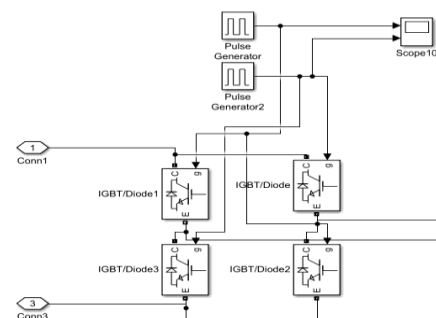 Pulse
Generator
Scope10
Pulse
Generator2
1
Conn1
C
g
IGBT/Diode1
E
C
g
IGBT/Diode
E
C
g
IGBT/Diode3
E
C
g
IGBT/Diode2
E
3
Conn3